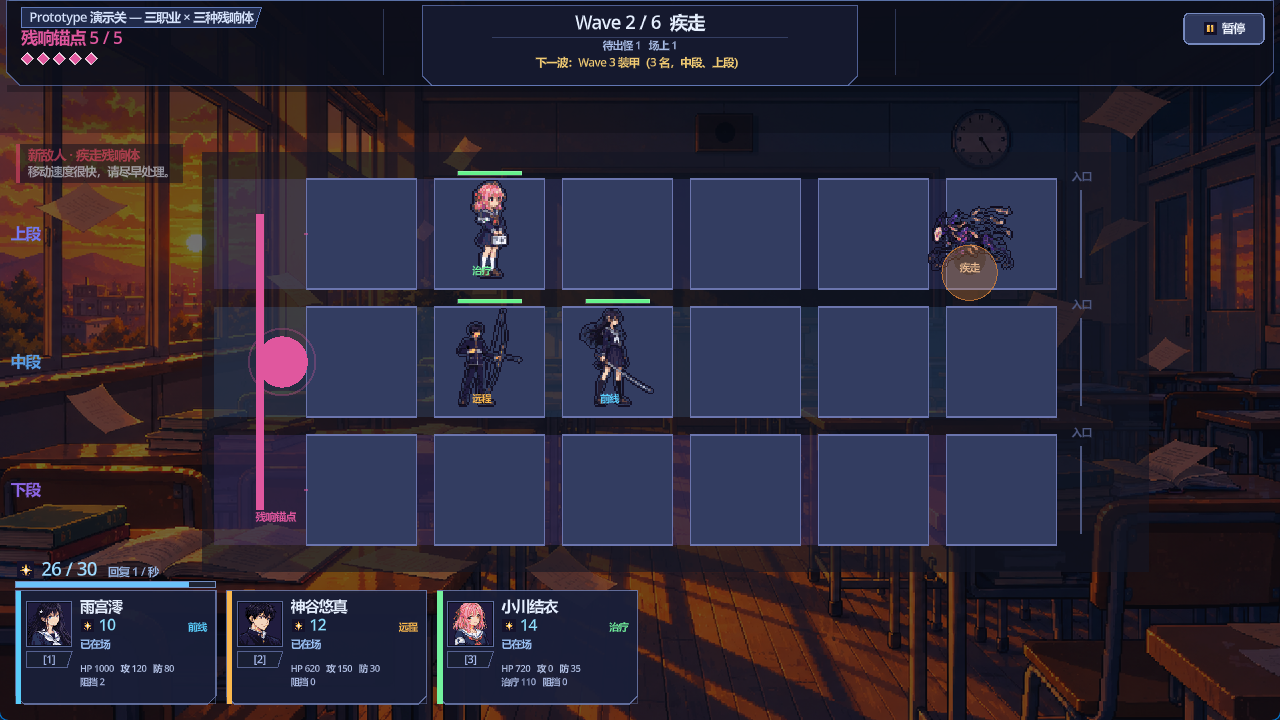 Prototype 演示关 — 三职业 × 三种残响体
残响锚点 5 / 5
Wave 2 / 6 疾走
待出怪 1 场上 1
下一波: Wave 3 装甲 (3 名, 中段、上段)
暂停
新敌人 · 疾走残响体
移动速度很快，请尽早处理。
入口
上段
治疗
疾走
入口
中段
远程
前线
入口
下段
残响锚点
26 / 30 回复 1 / 秒
雨宫澪
10
前线
已在场
[1]
HP 1000 攻 120 防 80
阻挡 2
神谷悠真
12
远程
已在场
[2]
HP 620 攻 150 防 30
阻挡 0
小川结衣
14
治疗
已在场
[3]
HP 720 攻 0 防 35
治疗 110 阻挡 0